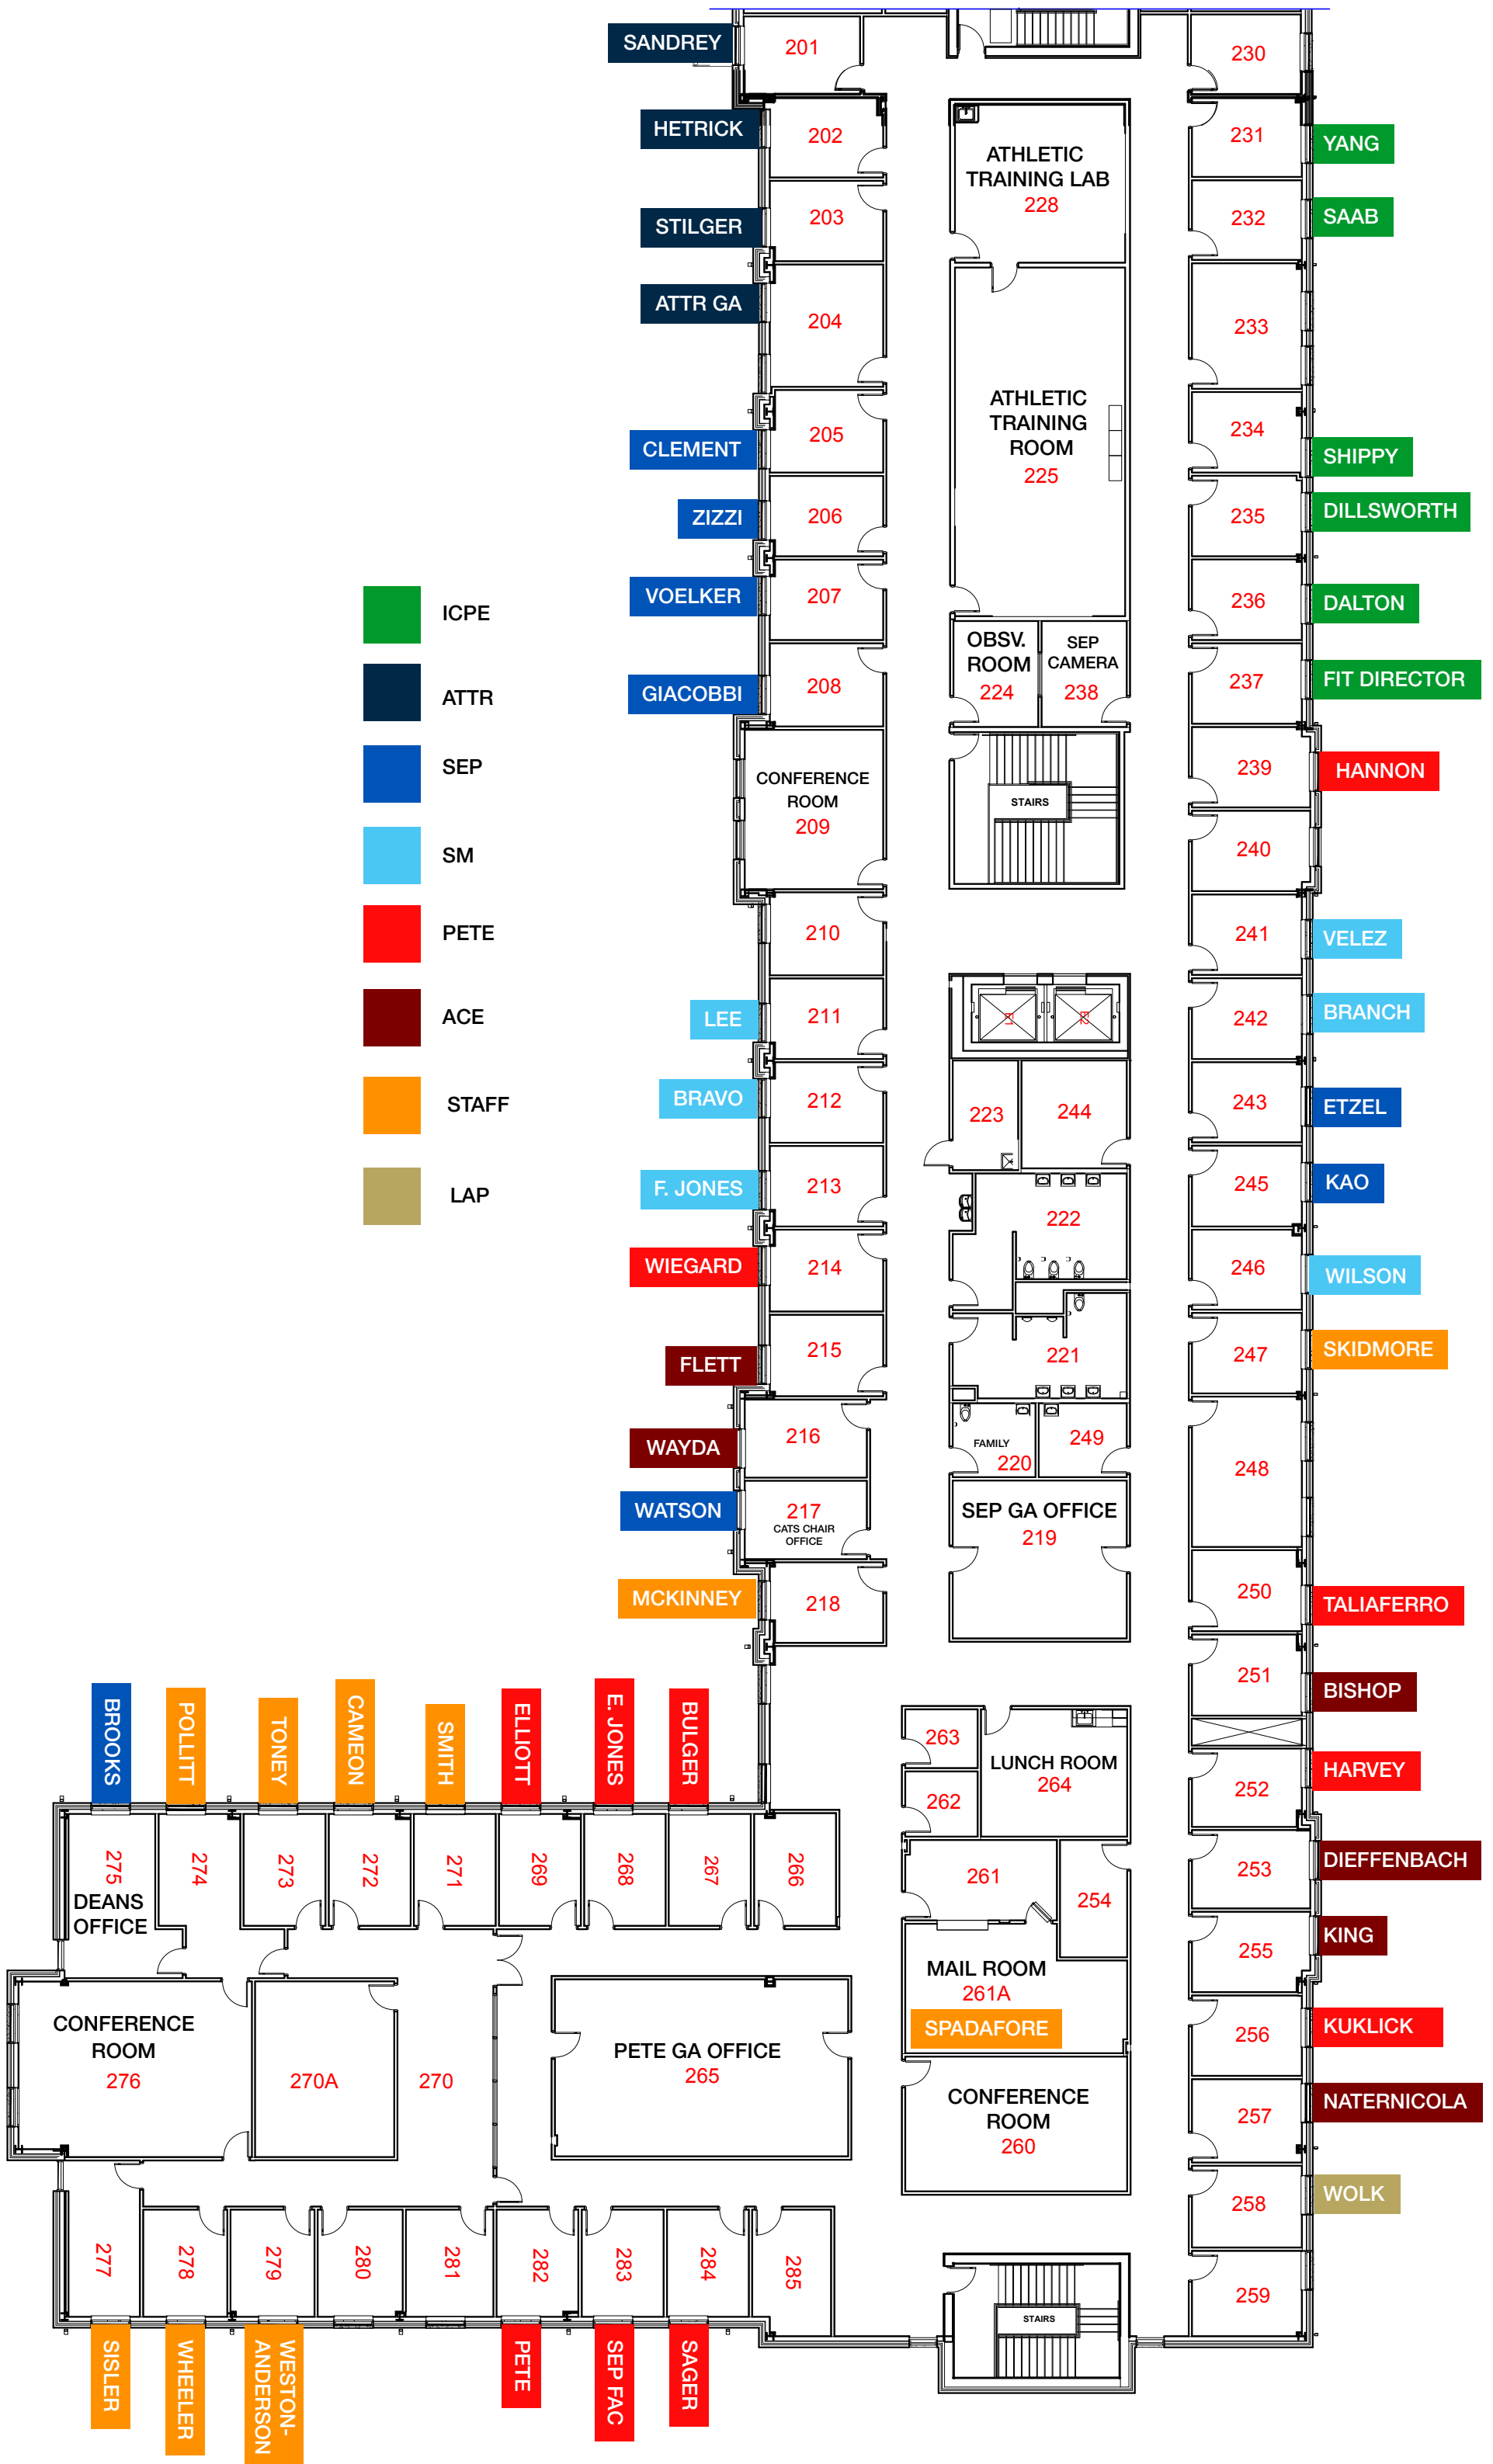 SANDREY
201
230
HETRICK
202
ATHLETIC
TRAINING LAB
228
231
YANG
STILGER
203
232
SAAB
ATTR GA
204
233
CLEMENT
205
ATHLETIC
TRAINING
ROOM
225
234
SHIPPY
ZIZZI
206
235
DILLSWORTH
VOELKER
207
236
DALTON
GIACOBBI
208
OBSV.
ROOM
224
SEP
CAMERA
238
237
FIT DIRECTOR
CONFERENCE
ROOM
209
STAIRS
239
HANNON
240
210
241
VELEZ
LEE
211
E1
E2
242
BRANCH
BRAVO
212
223
244
243
ETZEL
F. JONES
213
222
245
KAO
WIEGARD
214
246
WILSON
FLETT
215
221
247
SKIDMORE
WAYDA
216
FAMILY
220
249
248
WATSON
217
CATS CHAIR
OFFICE
SEP GA OFFICE
219
MCKINNEY
218
250
TALIAFERRO
251
BISHOP
ICPE
ATTR
SEP
SM
PETE
ACE
STAFF
LAP
263
LUNCH ROOM
264
262
252
HARVEY
261
254
253
DIEFFENBACH
MAIL ROOM
261A
SPADAFORE
255
KING
256
KUKLICK
CONFERENCE
ROOM
260
257
NATERNICOLA
258
WOLK
STAIRS
259
BROOKS
POLLITT
TONEY
CAMEON
SMITH
ELLIOTT
E. JONES
BULGER
275
DEANS
OFFICE
274
273
272
271
269
268
267
266
CONFERENCE
ROOM
276
270A
270
PETE GA OFFICE
265
277
278
279
280
281
282
283
284
285
SISLER
WHEELER
WESTON-
ANDERSON
PETE
SEP FAC
SAGER